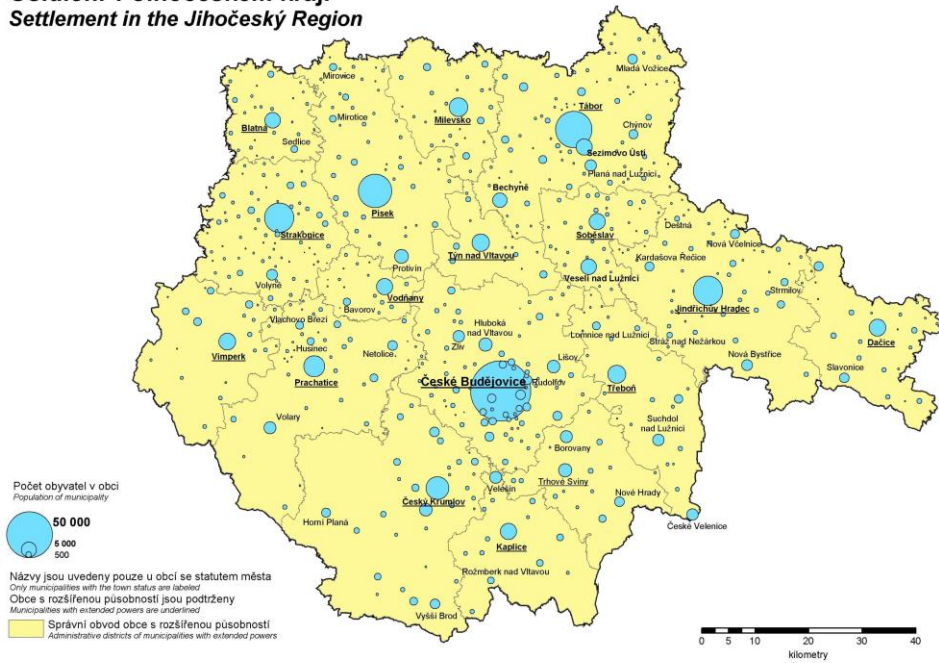 Settlement in the Jihočeský Region
Mladá Vožice
Mirovice
Milevsko
Tábor
Mirotice
Blatná
Chýnov
Sedlice
Sezimovo Ústí
Planá nad Lužnicí
Bechyně
Písek
Strakonice
Soběslav
Deštná
Nová Včelnice
Týn nad Vltavou
Kardašova Řečice
Protivín
Veselí nad Lužnicí
Volyně
Strmilov
Vodňany
Jindřichův Hradec
Bavorov
Vlachovo Březí
Hluboká
nad Vltavou
Lomnice nad Lužnicí
Stráž nad Nežárkou
Dačice
Husinec
Zliv
Vimperk
Netolice
Lišov
Nová Bystřice
Prachatice
České Budějovice
Rudolfov
Třeboň
Slavonice
Volary
Suchdol
nad Lužnicí
Borovany
Trhové Sviny
Velešín
Počet obyvatel v obci
Population of municipality
Český Krumlov
Nové Hrady
50 000
5 000
500
Horní Planá
České Velenice
Kaplice
Rožmberk nad Vltavou
Názvy jsou uvedeny pouze u obcí se statutem města
Only municipalities with the town status are labeled
Obce s rozšířenou působností jsou podtrženy
Municipalities with extended powers are underlined
Vyšší Brod
Správní obvod obce s rozšířenou působností
Administrative districts of municipalities with extended powers
0 5 10 20 30 40
kilometry